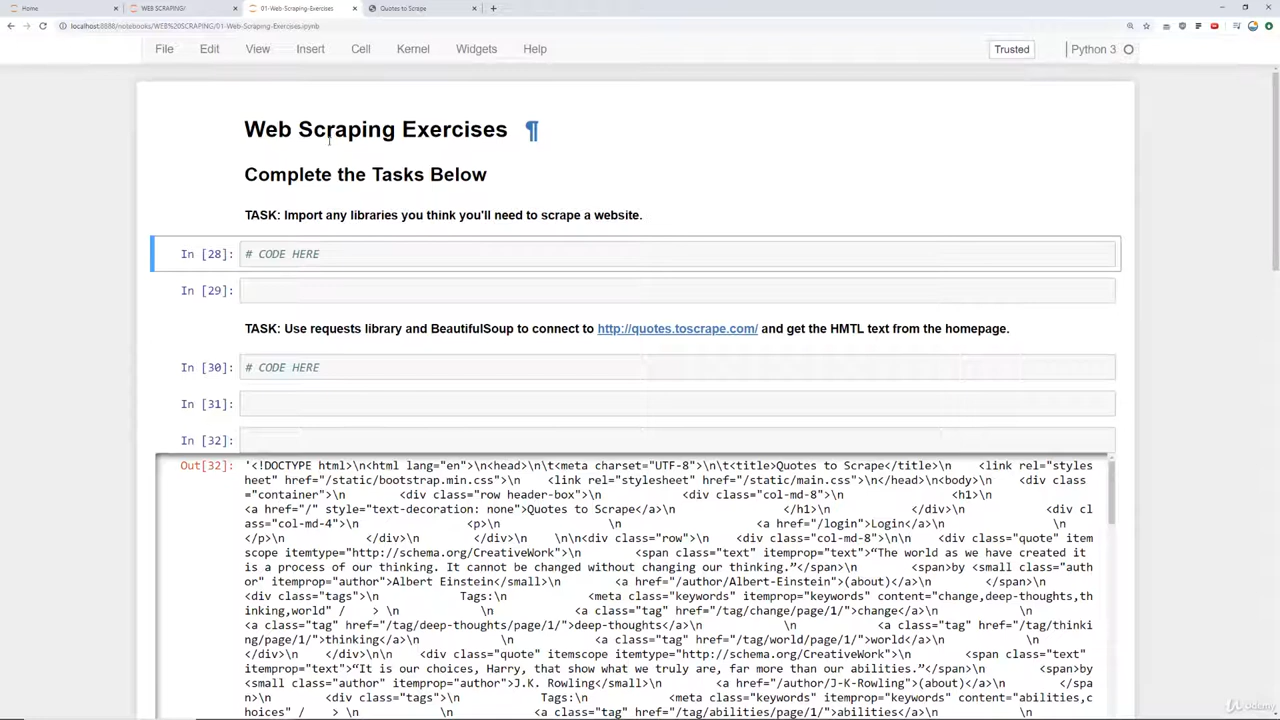 Home
WEB SCRAPING/
01-Web-Scraping-Exercises
Quotes to Scrape
localhost:8888/notebooks/WEB%20SCRAPING/01-Web-Scraping-Exercises.ipynb
File Edit View Insert Cell Kernel Widgets Help Trusted Python 3
Web Scraping Exercises ¶
Complete the Tasks Below
TASK: Import any libraries you think you'll need to scrape a website.
In [28]: # CODE HERE
In [29]:
TASK: Use requests library and BeautifulSoup to connect to http://quotes.toscrape.com/ and get the HMTL text from the homepage.
In [30]: # CODE HERE
In [31]:
In [32]:
Out[32]: '<!DOCTYPE html>\n<html lang="en">\n<head>\n\t<meta charset="UTF-8">\n\t<title>Quotes to Scrape</title>\n    <link rel="styles
heet" href="/static/bootstrap.min.css">\n    <link rel="stylesheet" href="/static/main.css">\n</head>\n<body>\n    <div class
="container">\n        <div class="row header-box">\n            <div class="col-md-8">\n                <h1>\n
<a href="/" style="text-decoration: none">Quotes to Scrape</a>\n                </h1>\n            </div>\n            <div cl
ass="col-md-4">\n                <p>\n                \n                    <a href="/login">Login</a>\n                \n
</p>\n            </div>\n        </div>\n    \n\n<div class="row">\n    <div class="col-md-8">\n\n    <div class="quote" item
scope itemtype="http://schema.org/CreativeWork">\n        <span class="text" itemprop="text">“The world as we have created it
is a process of our thinking. It cannot be changed without changing our thinking.”</span>\n        <span>by <small class="auth
or" itemprop="author">Albert Einstein</small>\n        <a href="/author/Albert-Einstein">(about)</a>\n        </span>\n
<div class="tags">\n            Tags:\n            <meta class="keywords" itemprop="keywords" content="change,deep-thoughts,th
inking,world" /    > \n            \n            <a class="tag" href="/tag/change/page/1/">change</a>\n            \n
<a class="tag" href="/tag/deep-thoughts/page/1/">deep-thoughts</a>\n            \n            <a class="tag" href="/tag/thinki
ng/page/1/">thinking</a>\n            \n            <a class="tag" href="/tag/world/page/1/">world</a>\n            \n
</div>\n    </div>\n\n    <div class="quote" itemscope itemtype="http://schema.org/CreativeWork">\n        <span class="text"
itemprop="text">“It is our choices, Harry, that show what we truly are, far more than our abilities.”</span>\n        <span>by
<small class="author" itemprop="author">J.K. Rowling</small>\n        <a href="/author/J-K-Rowling">(about)</a>\n        </spa
n>\n        <div class="tags">\n            Tags:\n            <meta class="keywords" itemprop="keywords" content="abilities,c
hoices" /    > \n            \n            <a class="tag" href="/tag/abilities/page/1/">abilities</a>\n            \n
Udemy